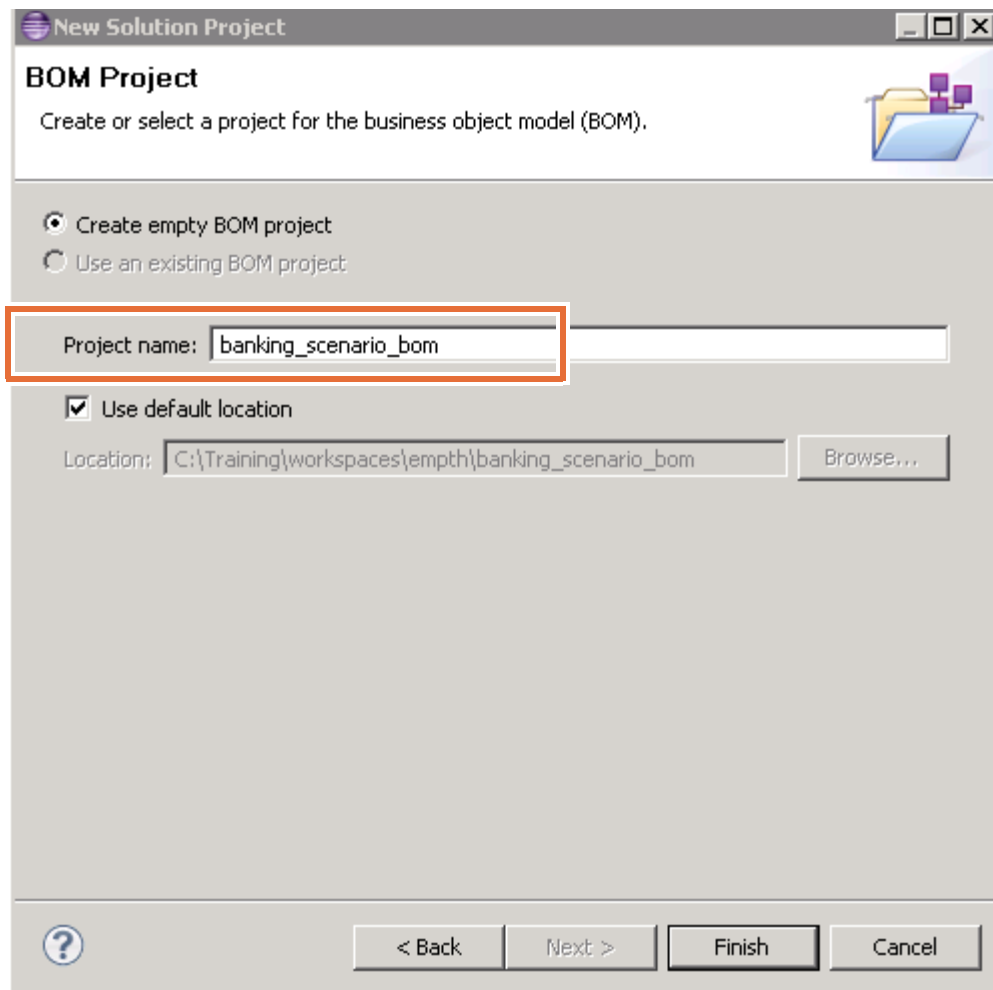 New Solution Project
BOM Project
Create or select a project for the business object model (BOM).
Create empty BOM project
Use an existing BOM project
Project name: banking_scenario_bom
Use default location
Location: C:\Training\workspaces\empth\banking_scenario_bom Browse...
? < Back Next > Finish Cancel